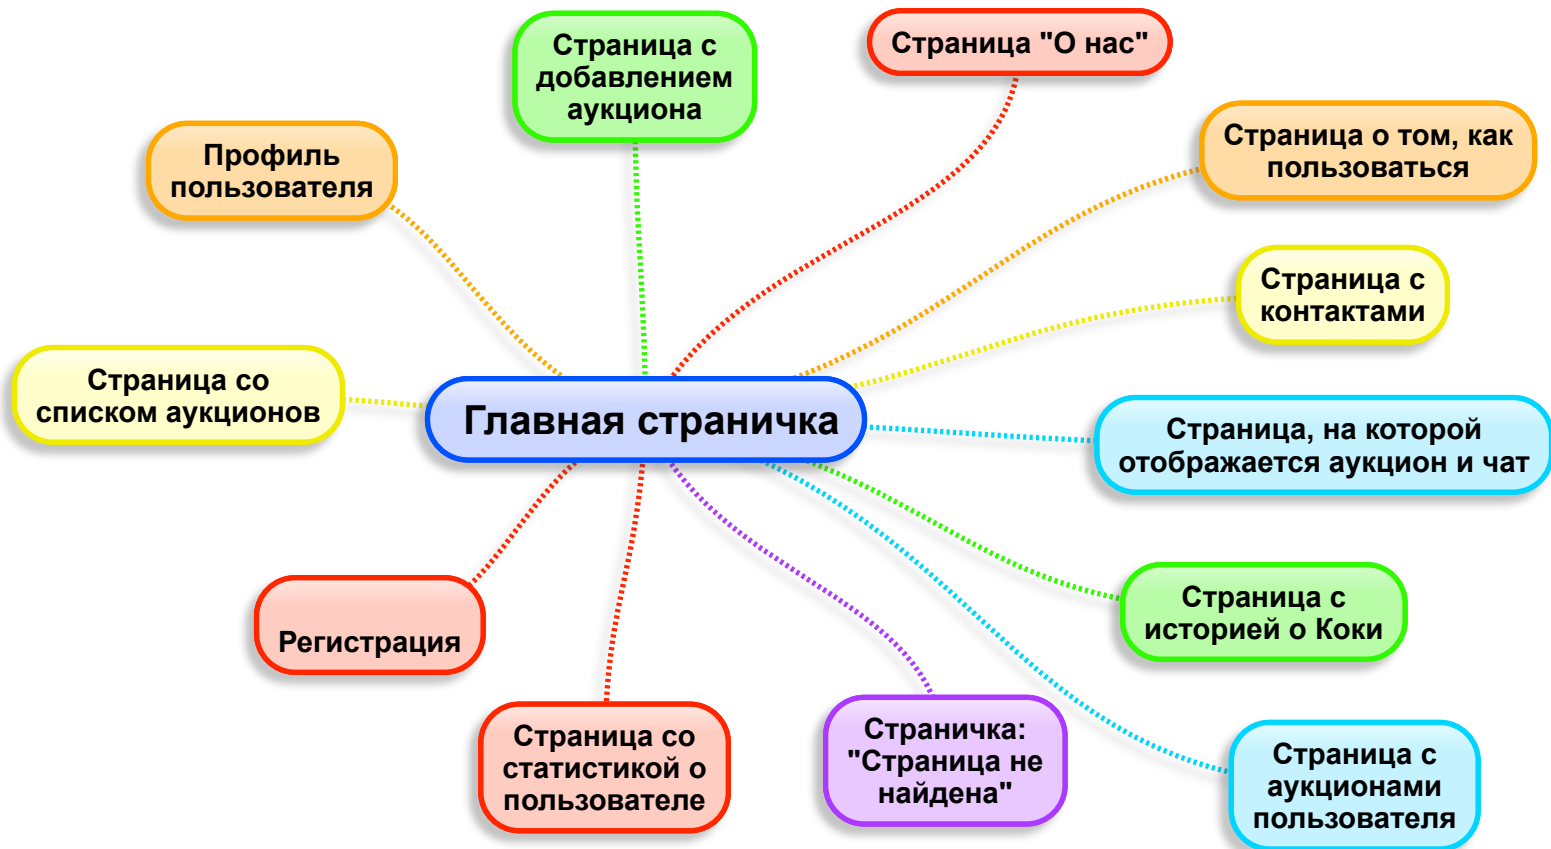 Страница с
добавлением
аукциона
Страница "О нас"
Профиль
пользователя
Страница о том, как
пользоваться
Страница с
контактами
Страница со
списком аукционов
Главная страничка
Страница, на которой
отображается аукцион и чат
Регистрация
Страница с
историей о Коки
Страница со
статистикой о
пользователе
Страничка:
"Страница не
найдена"
Страница с
аукционами
пользователя